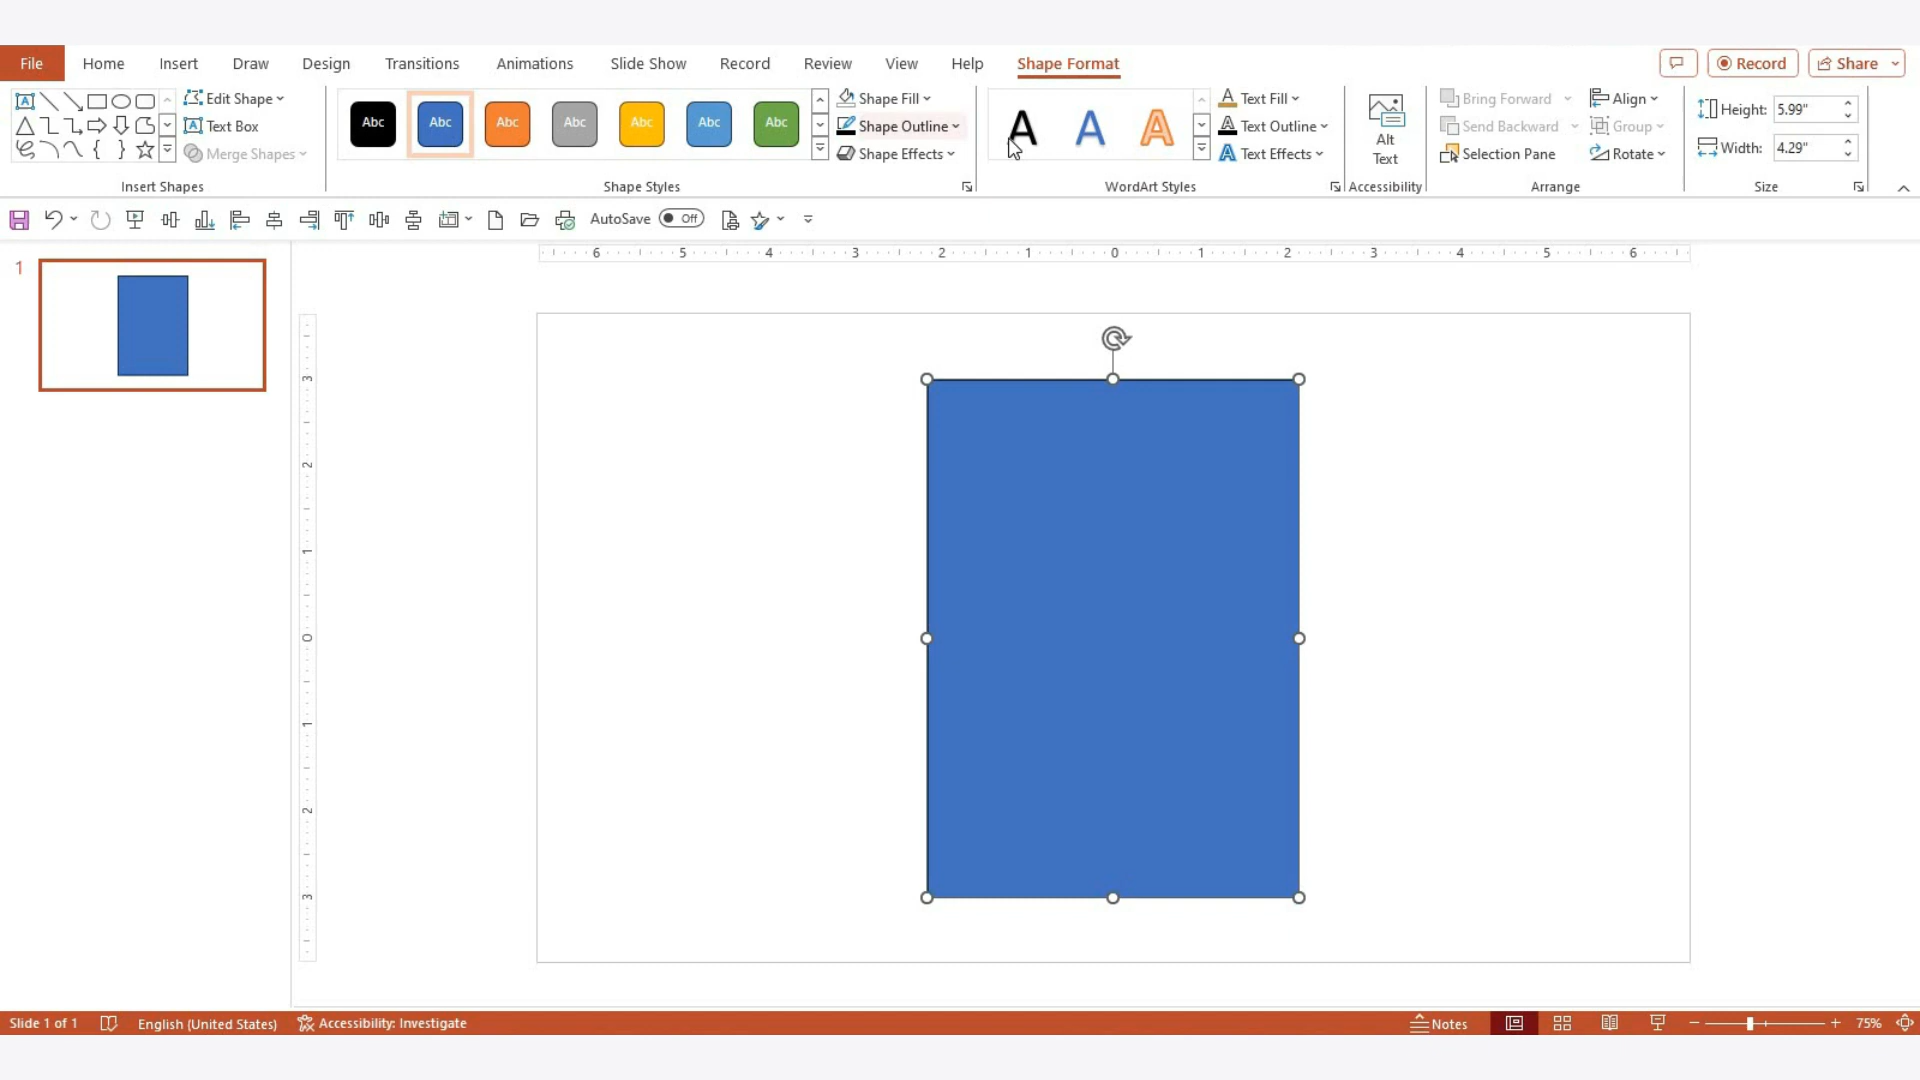 File Home Insert Draw Design Transitions Animations Slide Show Record Review View Help Shape Format Record Share
Abc Abc Abc Abc Abc Abc Abc
Edit Shape
Text Box
Merge Shapes
Shape Fill
Shape Outline
Shape Effects
A A A
Text Fill
Text Outline
Text Effects
Alt
Text
Bring Forward
Send Backward
Selection Pane
Align
Group
Rotate
Height: 5.99"
Width: 4.29"
Insert Shapes Shape Styles WordArt Styles Accessibility Arrange Size
AutoSave Off
6 5 4 3 2 1 0 1 2 3 4 5 6
1
3
2
1
0
1
2
3
Slide 1 of 1 English (United States) Accessibility: Investigate Notes 75%